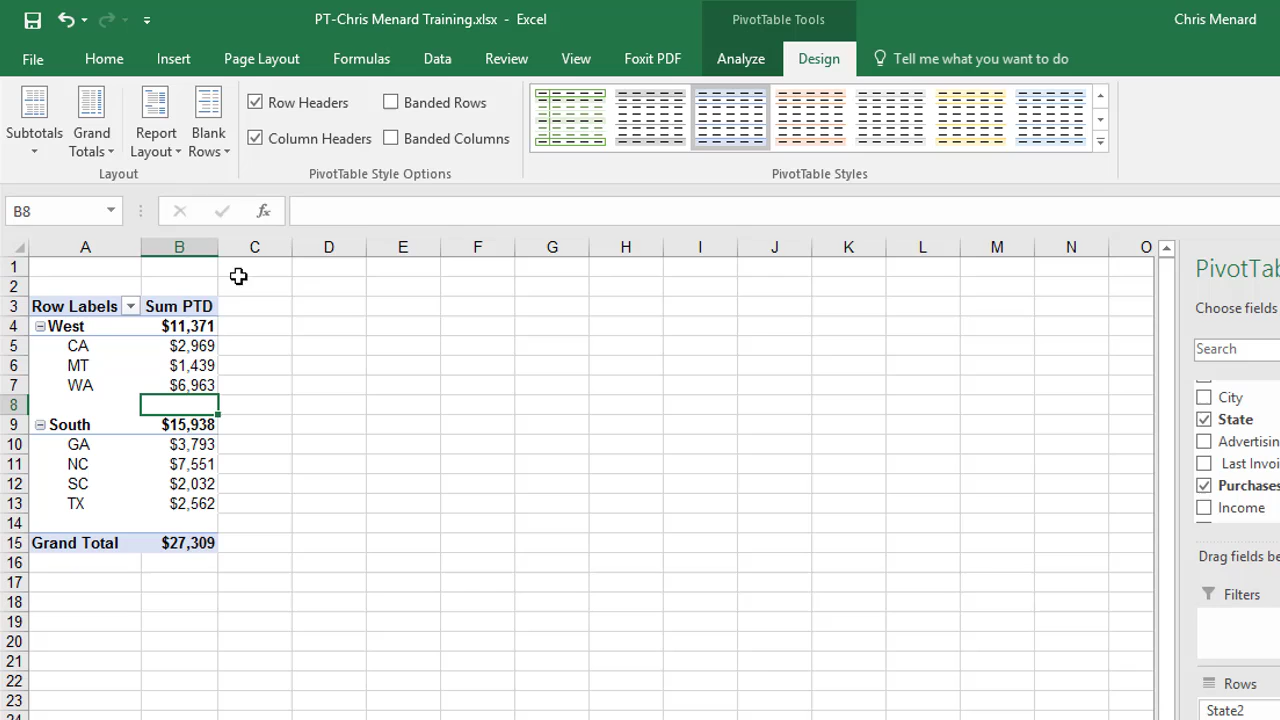 PT-Chris Menard Training.xlsx - Excel
PivotTable Tools
Chris Menard
File Home Insert Page Layout Formulas Data Review View Foxit PDF Analyze Design Tell me what you want to do
Subtotals
Grand Totals
Report Layout
Blank Rows
Layout
Row Headers Banded Rows
Column Headers Banded Columns
PivotTable Style Options
PivotTable Styles
B8 fx
A B C D E F G H I J K L M N O
1
2
3 Row Labels Sum PTD
4 West $11,371
5 CA $2,969
6 MT $1,439
7 WA $6,963
8
9 South $15,938
10 GA $3,793
11 NC $7,551
12 SC $2,032
13 TX $2,562
14
15 Grand Total $27,309
16
17
18
19
20
21
22
23
24
PivotTab
Choose fields
Search
City
State
Advertisin
Last Invoi
Purchases
Income
Drag fields be
Filters
Rows
State2